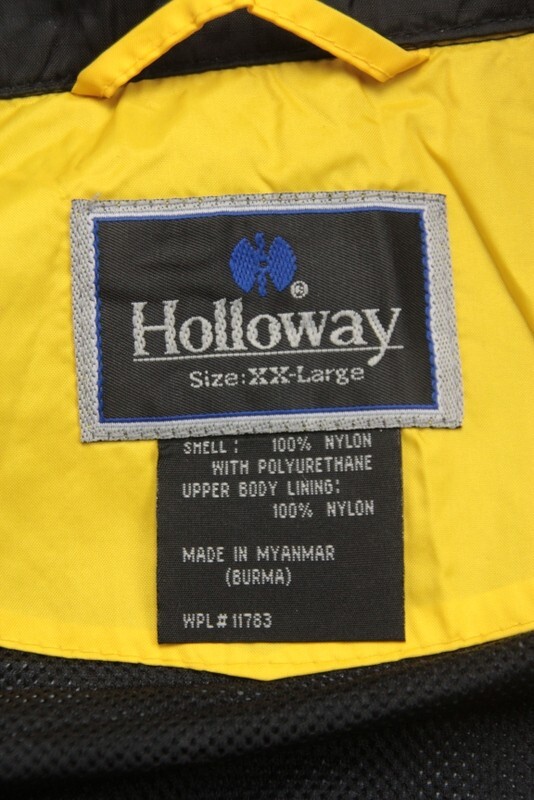 ®
Holloway
Size:XX-Large
SHELL: 100% NYLON
WITH POLYURETHANE
UPPER BODY LINING:
100% NYLON
MADE IN MYANMAR
(BURMA)
WPL# 11783